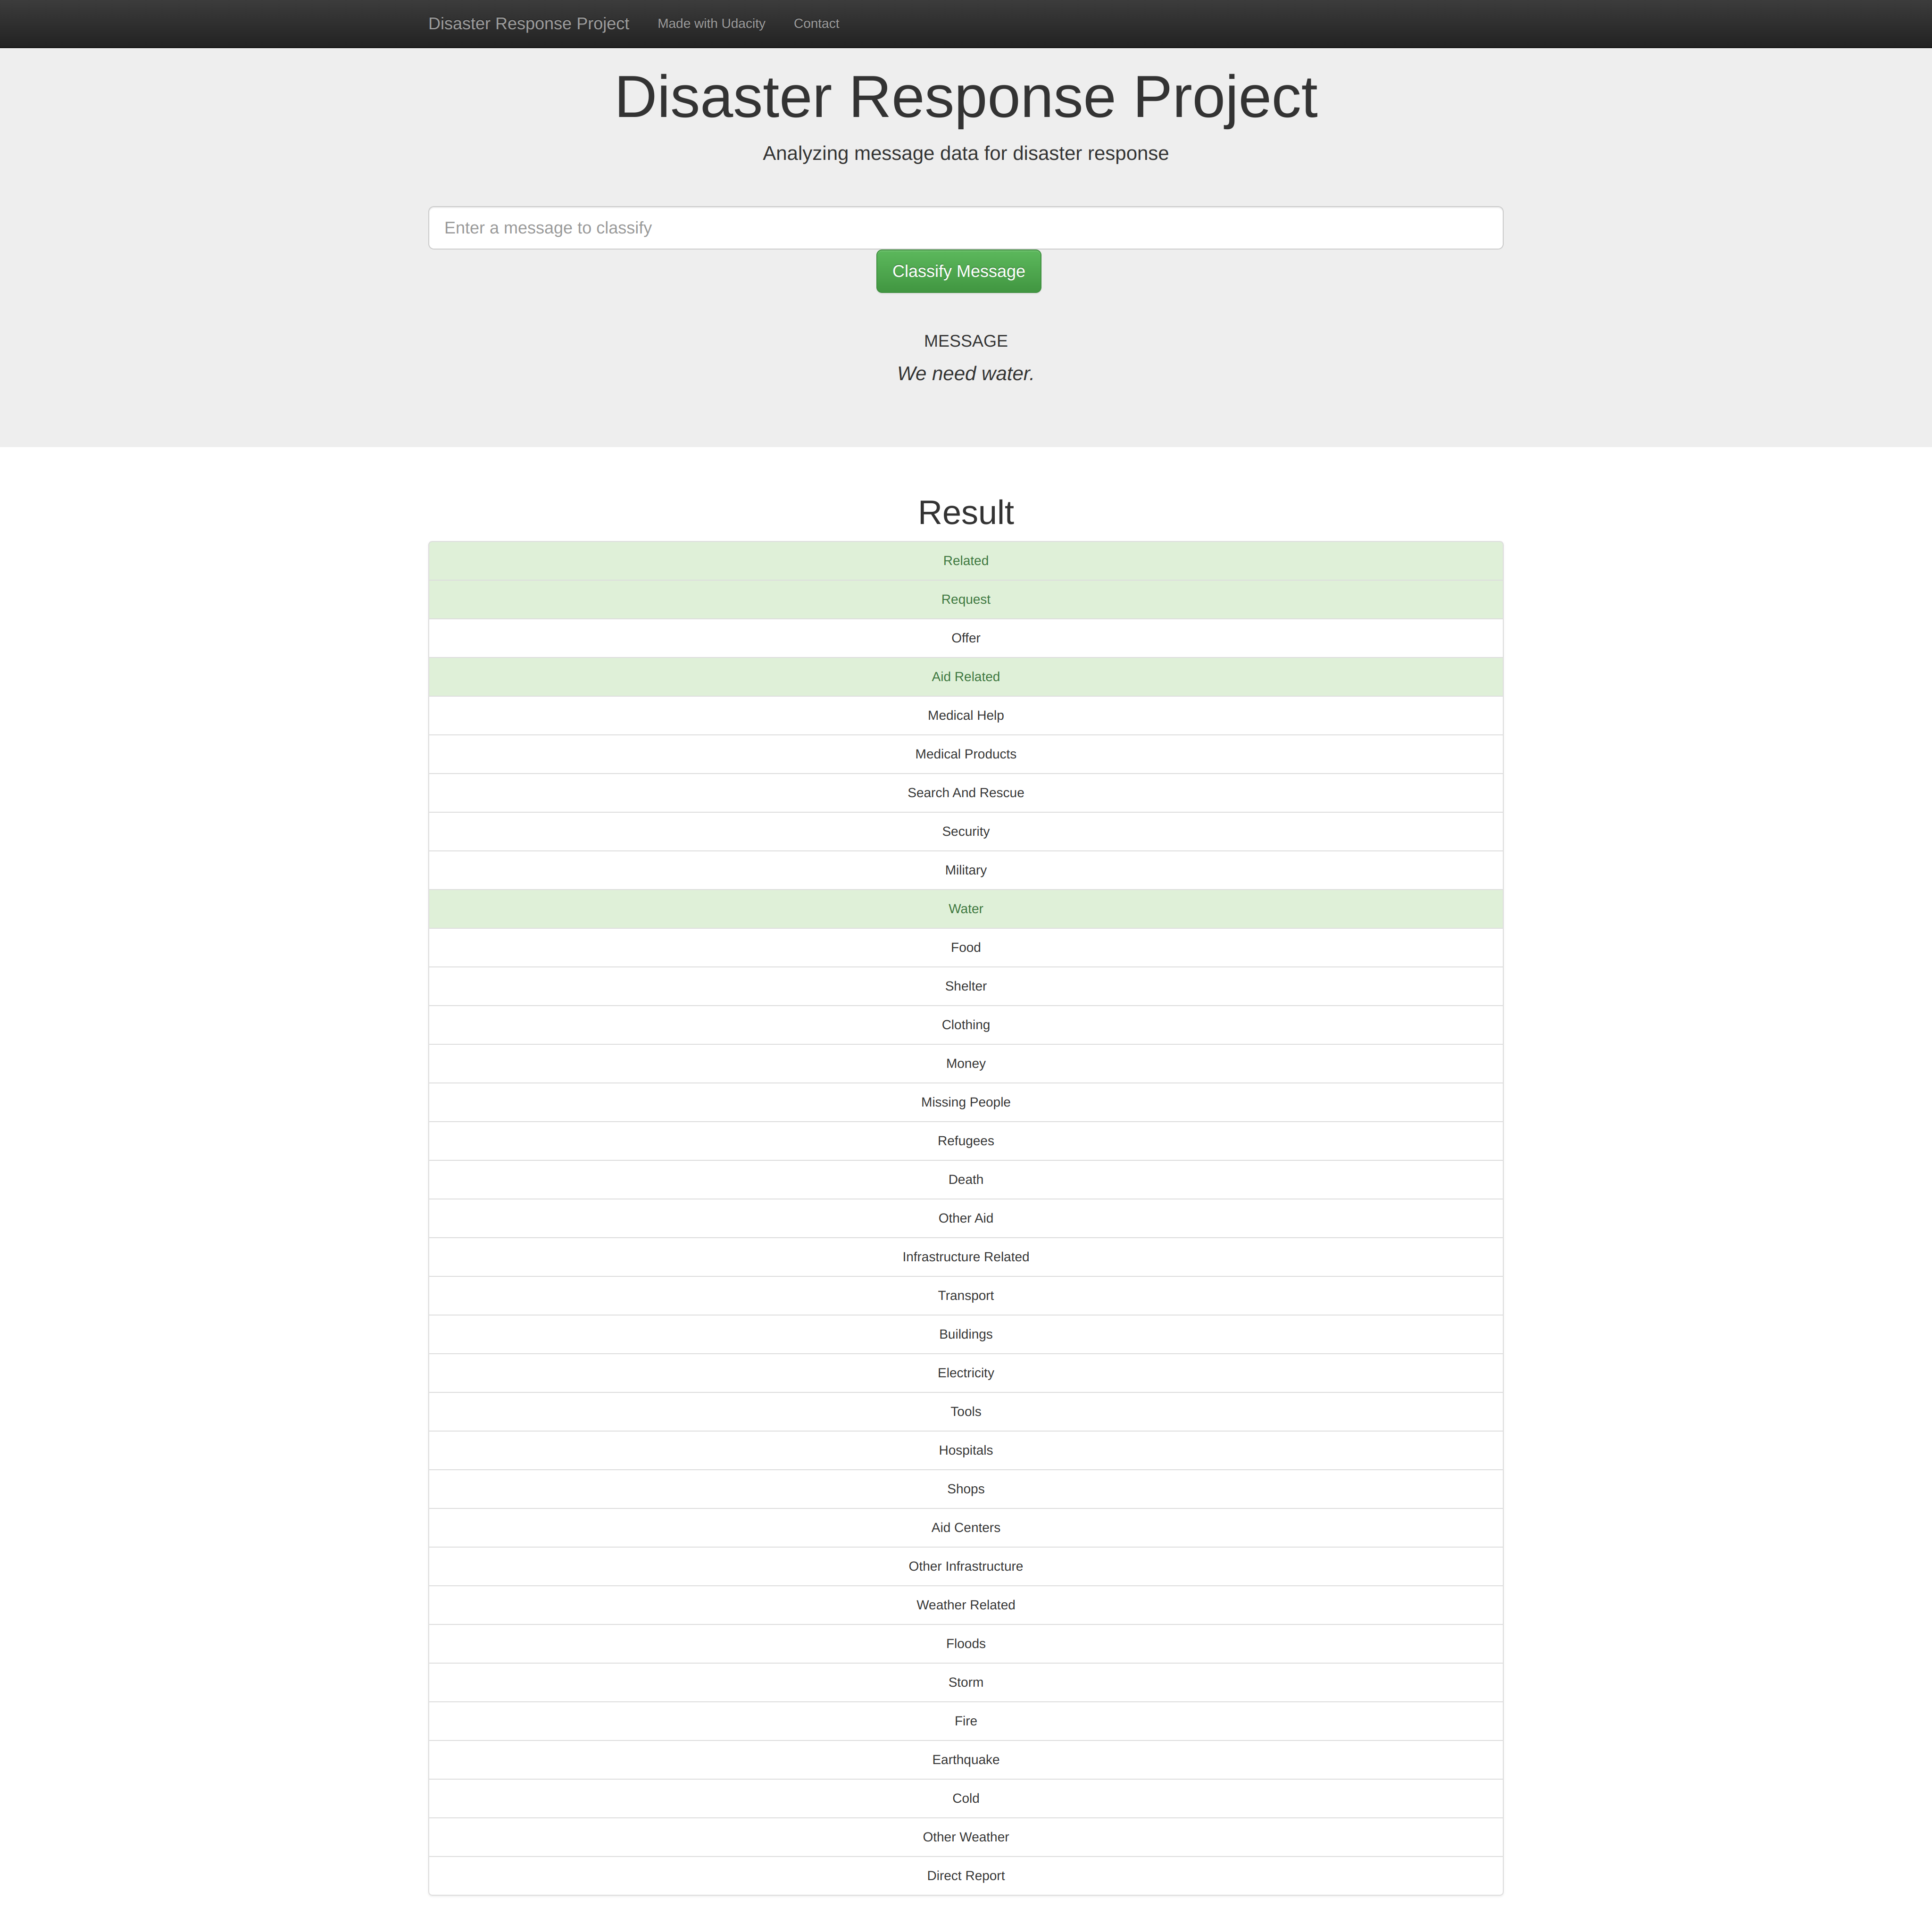 Disaster Response Project Made with Udacity Contact
Disaster Response Project
Analyzing message data for disaster response
Enter a message to classify
Classify Message
MESSAGE
We need water.
Result
Related
Request
Offer
Aid Related
Medical Help
Medical Products
Search And Rescue
Security
Military
Water
Food
Shelter
Clothing
Money
Missing People
Refugees
Death
Other Aid
Infrastructure Related
Transport
Buildings
Electricity
Tools
Hospitals
Shops
Aid Centers
Other Infrastructure
Weather Related
Floods
Storm
Fire
Earthquake
Cold
Other Weather
Direct Report